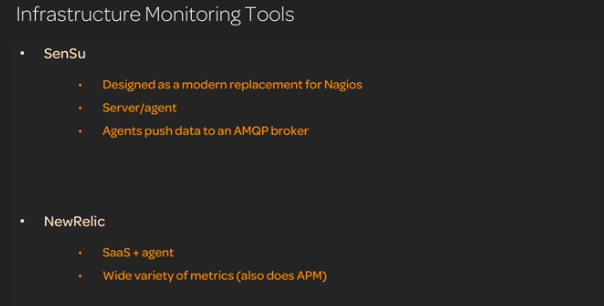 Infrastructure Monitoring Tools
• SenSu
• Designed as a modern replacement for Nagios
• Server/agent
• Agents push data to an AMQP broker
• NewRelic
• SaaS + agent
• Wide variety of metrics (also does APM)